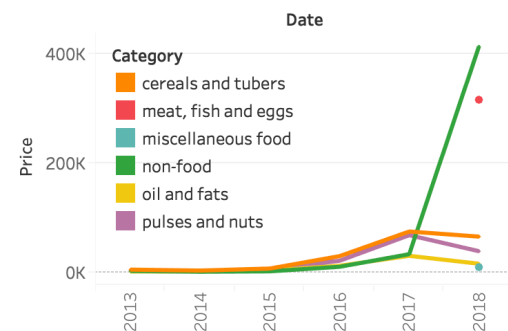 Date
Category
cereals and tubers
meat, fish and eggs
miscellaneous food
non-food
oil and fats
pulses and nuts
Price
400K
200K
0K
2013
2014
2015
2016
2017
2018